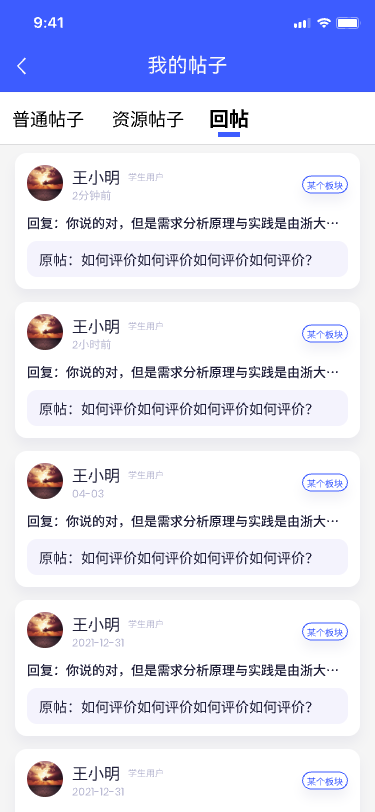 9:41
我的帖子
普通帖子 资源帖子 回帖
王小明 学生用户
2分钟前
某个板块
回复：你说的对，但是需求分析原理与实践是由浙大…
原帖：如何评价如何评价如何评价如何评价?
王小明 学生用户
2小时前
某个板块
回复：你说的对，但是需求分析原理与实践是由浙大…
原帖：如何评价如何评价如何评价如何评价?
王小明 学生用户
04-03
某个板块
回复：你说的对，但是需求分析原理与实践是由浙大…
原帖：如何评价如何评价如何评价如何评价?
王小明 学生用户
2021-12-31
某个板块
回复：你说的对，但是需求分析原理与实践是由浙大…
原帖：如何评价如何评价如何评价如何评价?
王小明 学生用户
2021-12-31
某个板块